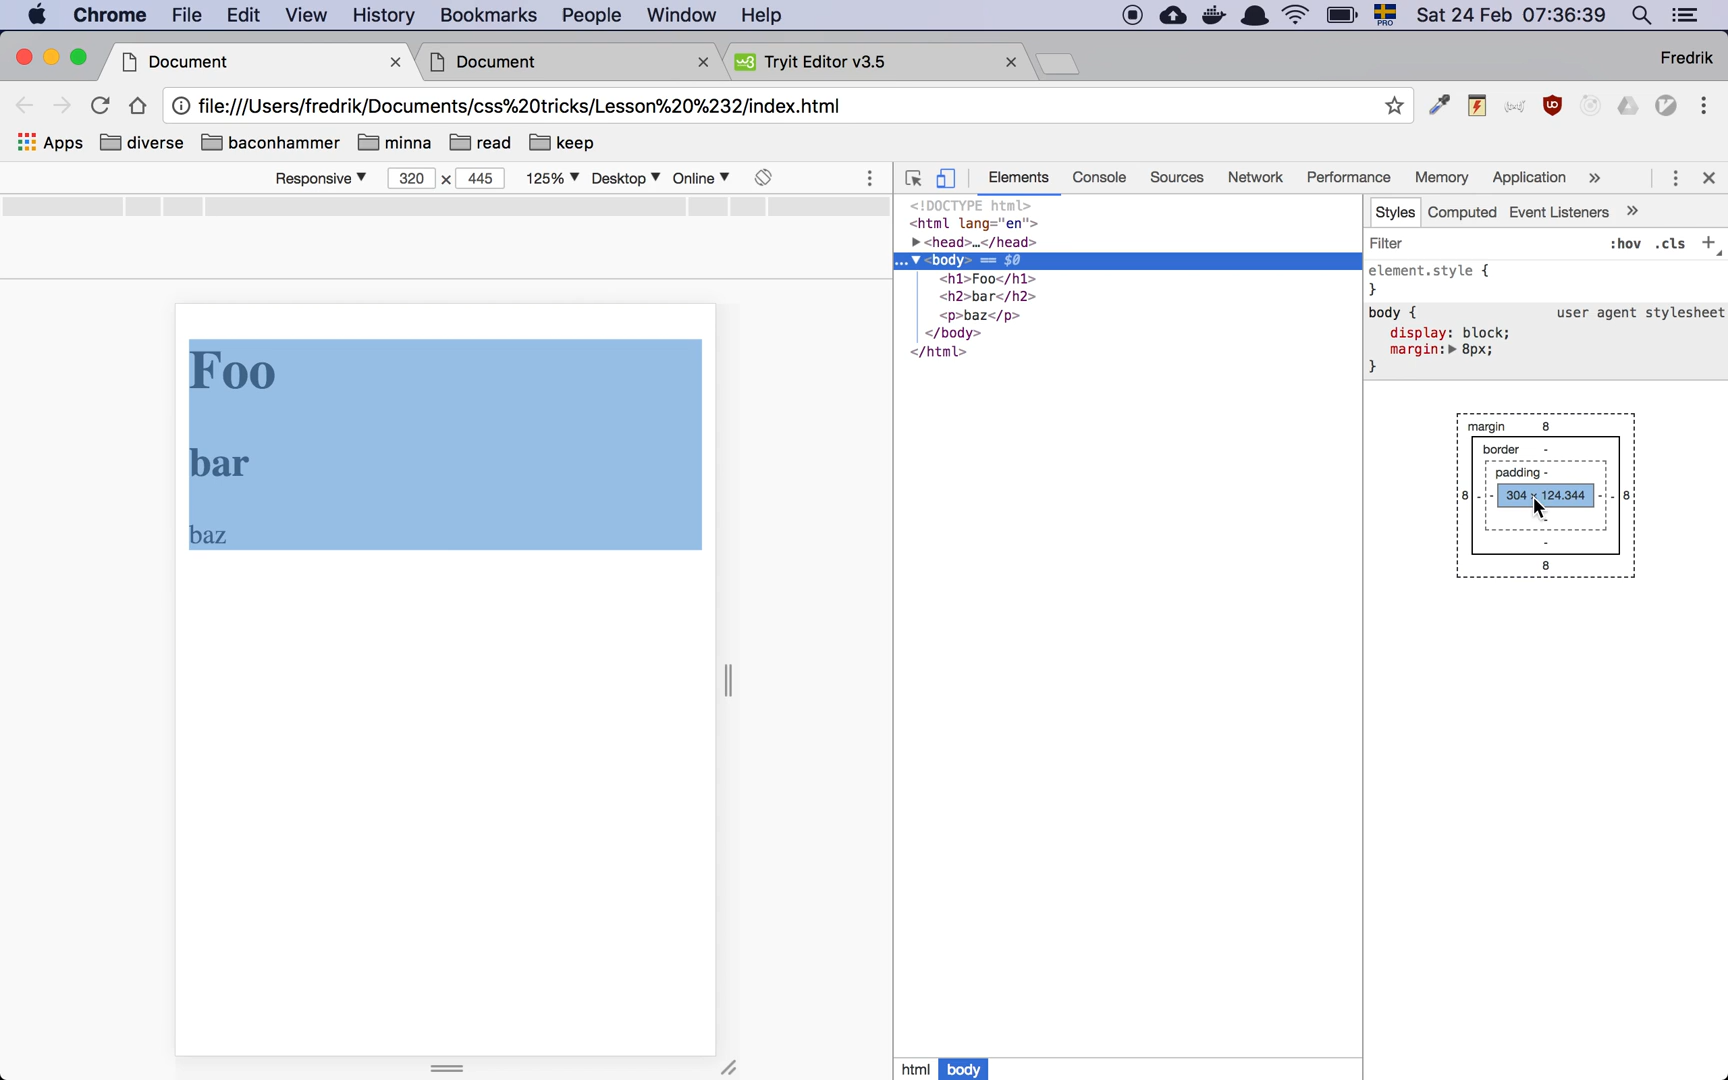 Chrome File Edit View History Bookmarks People Window Help PRO Sat 24 Feb 07:36:39
Document Document w3 Tryit Editor v3.5 Fredrik
file:///Users/fredrik/Documents/css%20tricks/Lesson%20%232/index.html
Apps diverse baconhammer minna read keep
Responsive 320 x 445 125% Desktop Online
Elements Console Sources Network Performance Memory Application »
<!DOCTYPE html>
<html lang="en">
<head>…</head>
...<body> == $0
<h1>Foo</h1>
<h2>bar</h2>
<p>baz</p>
</body>
</html>
html body
Styles Computed Event Listeners »
Filter :hov .cls +
element.style {
}
body { user agent stylesheet
display: block;
margin: 8px;
}
margin 8
border -
padding -
8 - - 304 × 124.344 - - 8
-
-
8
Foo
bar
baz